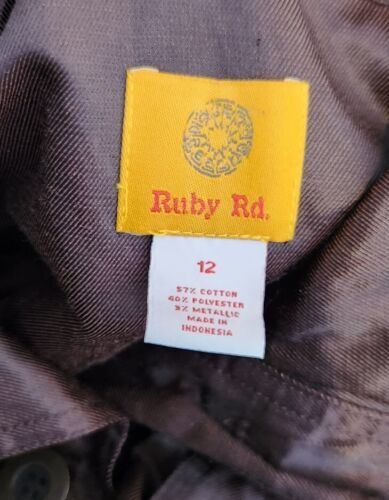 Ruby Rd.
12
57% COTTON
40% POLYESTER
3% METALLIC
MADE IN
INDONESIA